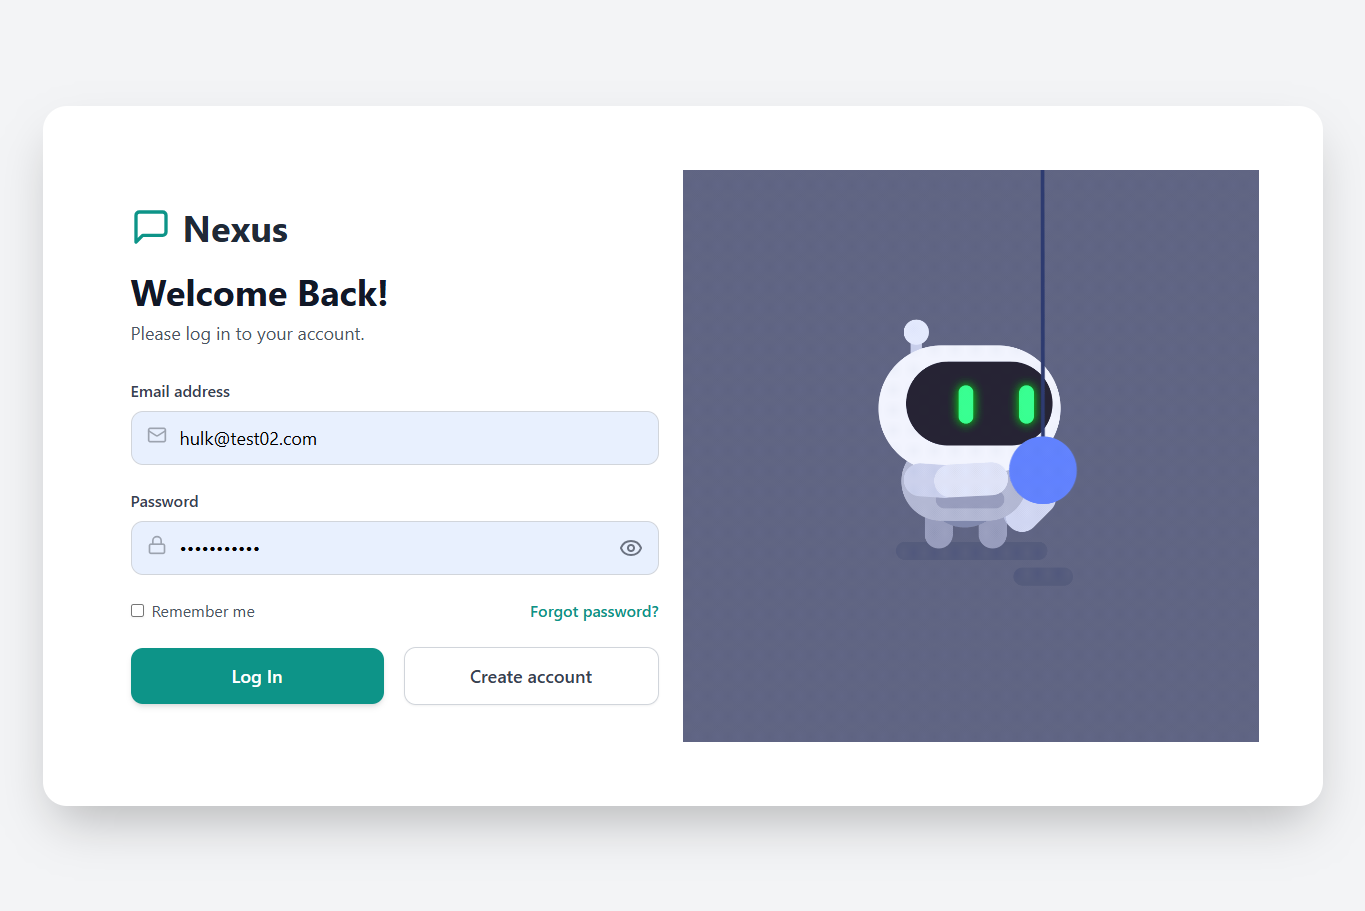 Nexus
Welcome Back!
Please log in to your account.
Email address
hulk@test02.com
Password
•••••••••••
Remember me
Forgot password?
Log In
Create account